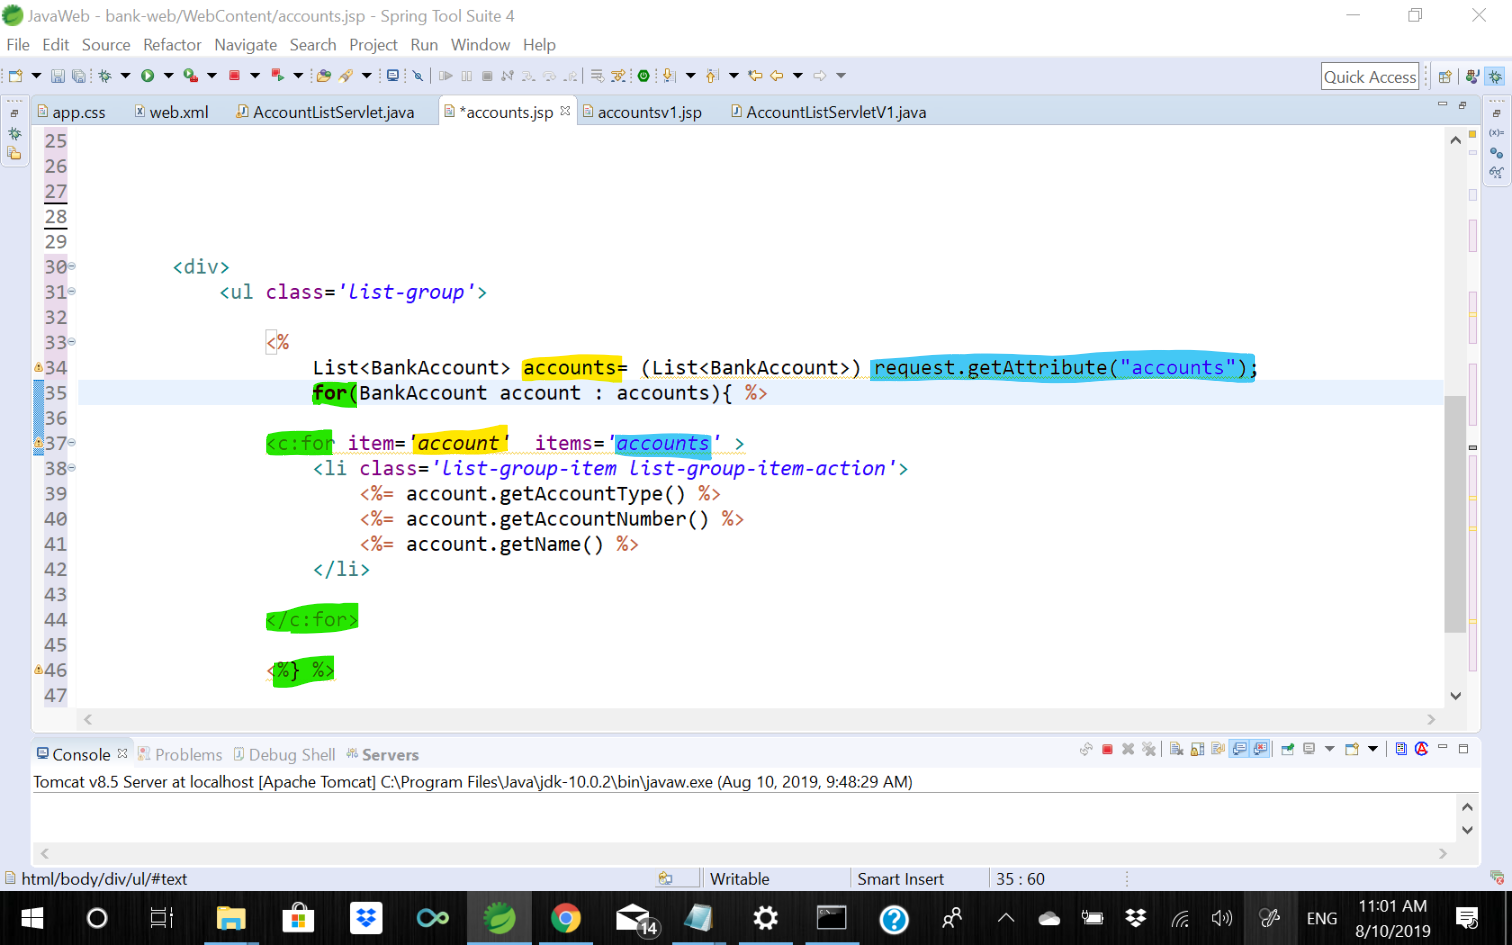 JavaWeb - bank-web/WebContent/accounts.jsp - Spring Tool Suite 4
File Edit Source Refactor Navigate Search Project Run Window Help
Quick Access
app.css web.xml AccountListServlet.java *accounts.jsp accountsv1.jsp AccountListServletV1.java
25
26
27
28
29
30 <div>
31 <ul class='list-group'>
32
33 <%
34 List<BankAccount> accounts= (List<BankAccount>) request.getAttribute("accounts");
35 for(BankAccount account : accounts){ %>
36
37 <c:for item='account' items='accounts' >
38 <li class='list-group-item list-group-item-action'>
39 <%= account.getAccountType() %>
40 <%= account.getAccountNumber() %>
41 <%= account.getName() %>
42 </li>
43
44 </c:for>
45
46 <%} %>
47
Console Problems Debug Shell Servers
Tomcat v8.5 Server at localhost [Apache Tomcat] C:\Program Files\Java\jdk-10.0.2\bin\javaw.exe (Aug 10, 2019, 9:48:29 AM)
html/body/div/ul/#text Writable Smart Insert 35 : 60
14 ENG 11:01 AM
8/10/2019